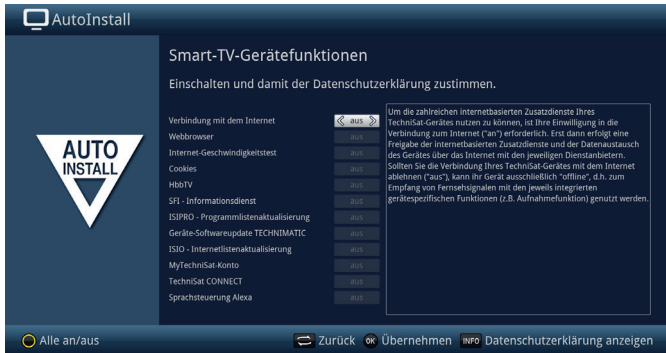 AutoInstall
Smart-TV-Gerätefunktionen
Einschalten und damit der Datenschutzerklärung zustimmen.
AUTO
INSTALL
Verbindung mit dem Internet aus
Webbrowser aus
Internet-Geschwindigkeitstest aus
Cookies aus
HbbTV aus
SFI - Informationsdienst aus
ISIPRO - Programmlistenaktualisierung aus
Geräte-Softwareupdate TECHNIMATIC aus
ISIO - Internetlistenaktualisierung aus
MyTechniSat-Konto aus
TechniSat CONNECT aus
Sprachsteuerung Alexa aus
Um die zahlreichen internetbasierten Zusatzdienste Ihres
TechniSat-Gerätes nutzen zu können, ist Ihre Einwilligung in die
Verbindung zum Internet ("an") erforderlich. Erst dann erfolgt eine
Freigabe der internetbasierten Zusatzdienste und der Datenaustausch
des Gerätes über das Internet mit den jeweiligen Dienstanbietern.
Sollten Sie die Verbindung Ihres TechniSat-Gerätes mit dem Internet
ablehnen ("aus"), kann ihr Gerät ausschließlich "offline", d.h. zum
Empfang von Fernsehsignalen mit den jeweils integrierten
gerätespezifischen Funktionen (z.B. Aufnahmefunktion) genutzt werden.
Alle an/aus Zurück OK Übernehmen INFO Datenschutzerklärung anzeigen